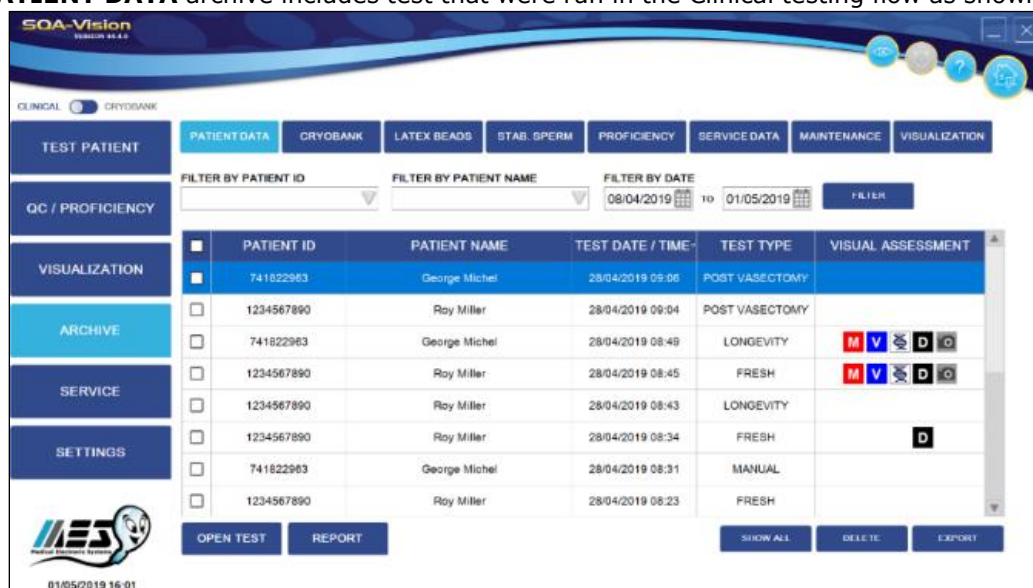 PATIENT DATA archive includes test that were run in the Clinical testing flow as shown
SQA-Vision
CLINICAL CRYOBANK
TEST PATIENT
QC / PROFICIENCY
VISUALIZATION
ARCHIVE
SERVICE
SETTINGS
PATIENT DATA CRYOBANK LATEX BEADS STAB. SPERM PROFICIENCY SERVICE DATA MAINTENANCE VISUALIZATION
FILTER BY PATIENT ID FILTER BY PATIENT NAME FILTER BY DATE
08/04/2019 TO 01/05/2019 FILTER
PATIENT ID PATIENT NAME TEST DATE / TIME TEST TYPE VISUAL ASSESSMENT
741822963 George Michel 28/04/2019 09:06 POST VASECTOMY
1234567890 Roy Miller 28/04/2019 09:04 POST VASECTOMY
741822963 George Michel 28/04/2019 08:49 LONGEVITY M V D
1234567890 Roy Miller 28/04/2019 08:45 FRESH M V D
1234567890 Roy Miller 28/04/2019 08:43 LONGEVITY
1234567890 Roy Miller 28/04/2019 08:34 FRESH D
741822963 George Michel 28/04/2019 08:31 MANUAL
1234567890 Roy Miller 28/04/2019 08:23 FRESH
OPEN TEST REPORT SHOW ALL DELETE EXPORT
MES
Medical Electronic Systems
01/05/2019 16:01